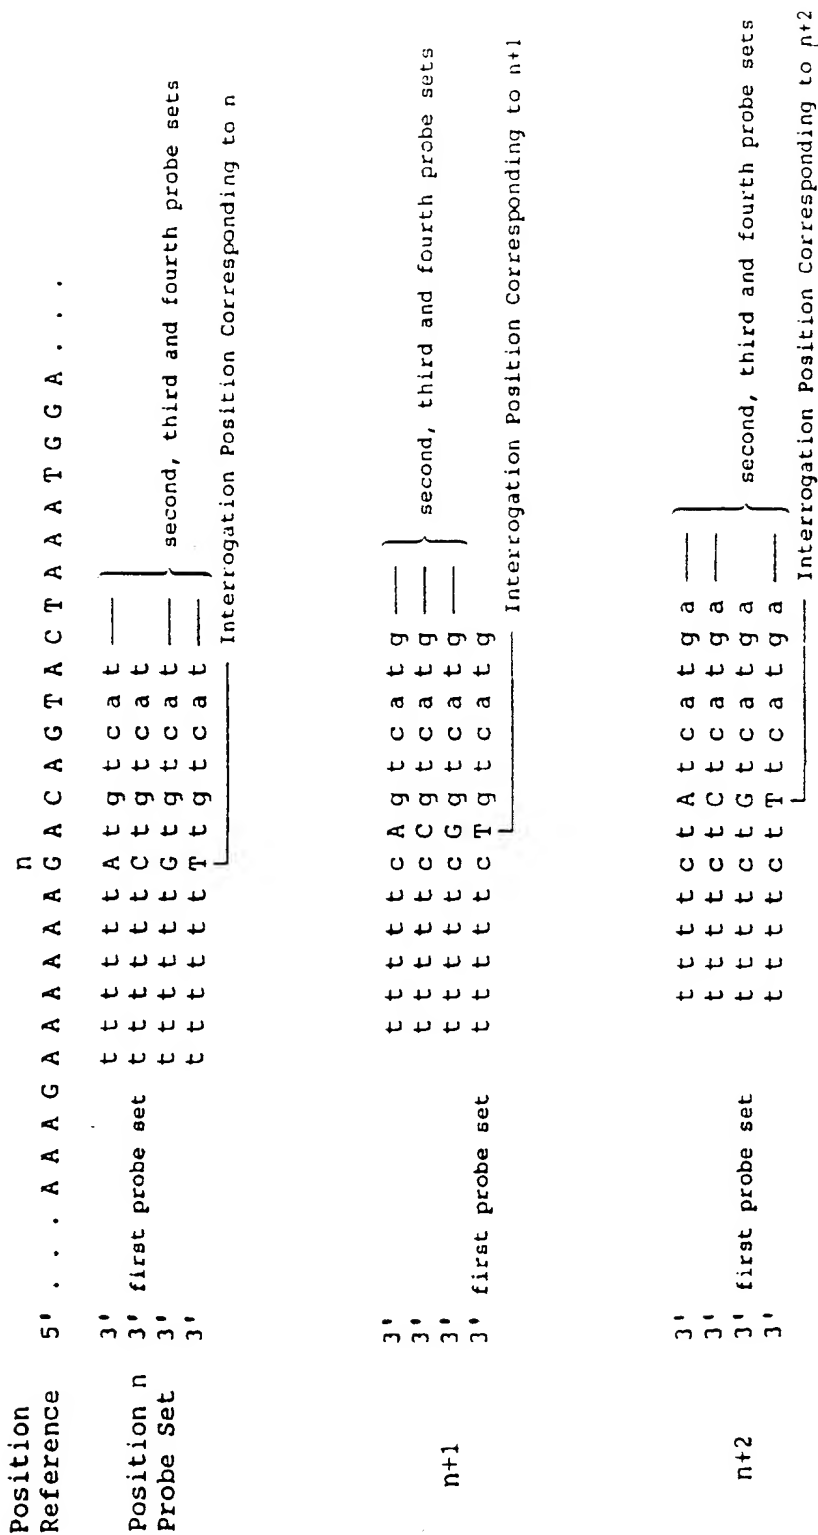 Position n
Reference 5' . . . A A A G A A A A A A G A C A G T A C T A A A T G G A . . .
3' t t t t t t A t g t c a t
Position n 3' first probe set t t t t t t C t g t c a t
Probe Set 3' t t t t t t G t g t c a t second, third and fourth probe sets
3' t t t t t t T t g t c a t
Interrogation Position Corresponding to n
3' t t t t t c A g t c a t g
3' t t t t t c C g t c a t g second, third and fourth probe sets
n+1 3' t t t t t c G g t c a t g
3' first probe set t t t t t c T g t c a t g
Interrogation Position Corresponding to n+1
3' t t t t c t A t c a t g a
3' t t t t c t C t c a t g a
n+2 3' first probe set t t t t c t G t c a t g a second, third and fourth probe sets
3' t t t t c t T t c a t g a
Interrogation Position Corresponding to n+2